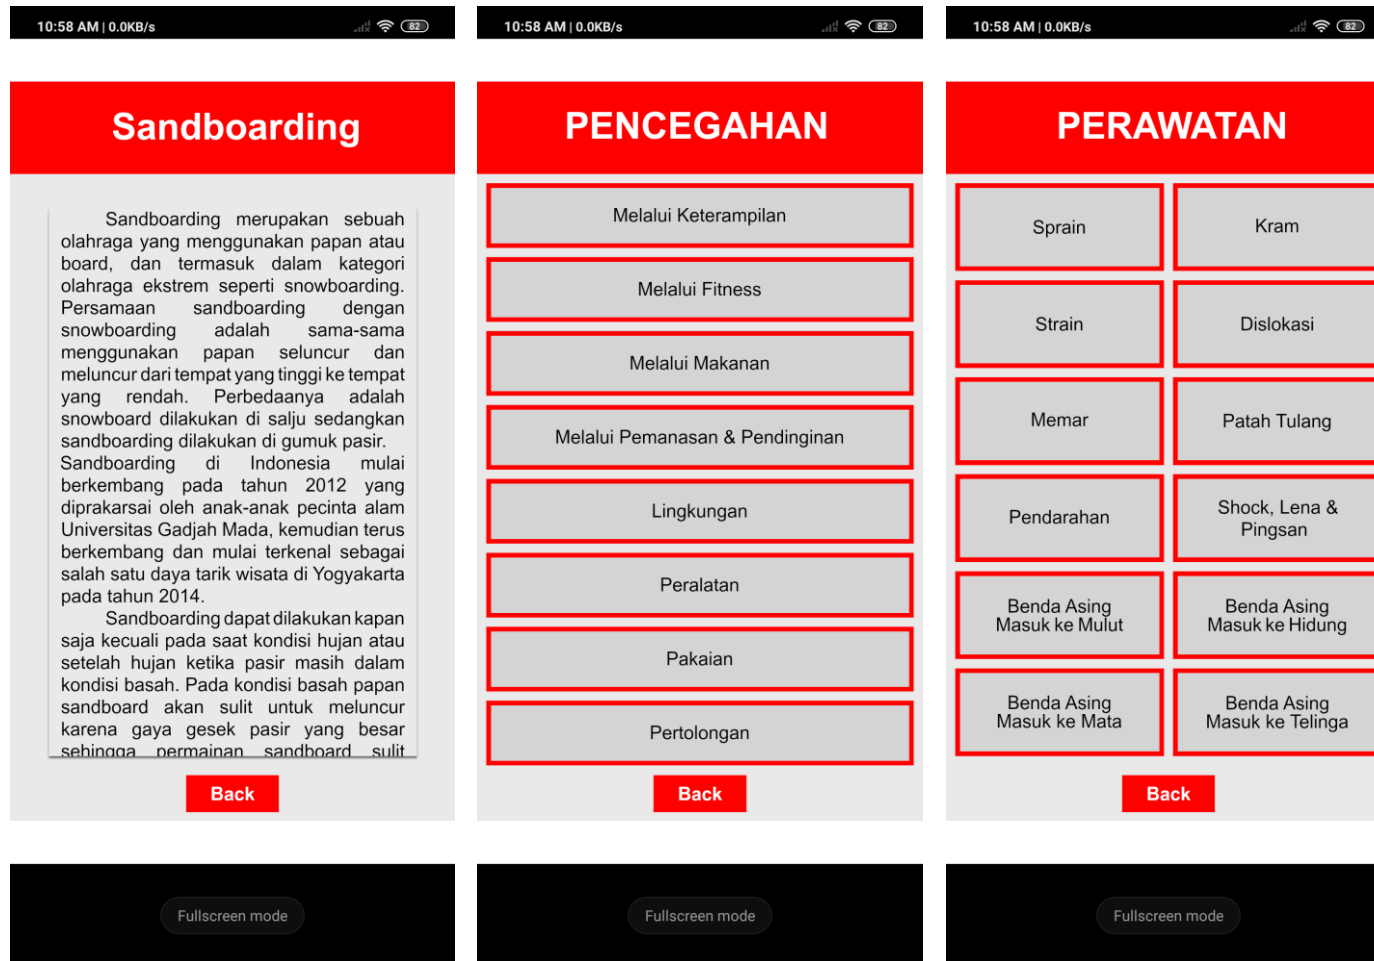 10:58 AM | 0.0KB/s
82
Sandboarding
Sandboarding merupakan sebuah
olahraga yang menggunakan papan atau
board, dan termasuk dalam kategori
olahraga ekstrem seperti snowboarding.
Persamaan sandboarding dengan
snowboarding adalah sama-sama
menggunakan papan seluncur dan
meluncur dari tempat yang tinggi ke tempat
yang rendah. Perbedaanya adalah
snowboard dilakukan di salju sedangkan
sandboarding dilakukan di gumuk pasir.
Sandboarding di Indonesia mulai
berkembang pada tahun 2012 yang
diprakarsai oleh anak-anak pecinta alam
Universitas Gadjah Mada, kemudian terus
berkembang dan mulai terkenal sebagai
salah satu daya tarik wisata di Yogyakarta
pada tahun 2014.
Sandboarding dapat dilakukan kapan
saja kecuali pada saat kondisi hujan atau
setelah hujan ketika pasir masih dalam
kondisi basah. Pada kondisi basah papan
sandboard akan sulit untuk meluncur
karena gaya gesek pasir yang besar
sehingga permainan sandboard sulit
Back
Fullscreen mode
10:58 AM | 0.0KB/s
82
PENCEGAHAN
Melalui Keterampilan
Melalui Fitness
Melalui Makanan
Melalui Pemanasan & Pendinginan
Lingkungan
Peralatan
Pakaian
Pertolongan
Back
Fullscreen mode
10:58 AM | 0.0KB/s
82
PERAWATAN
Sprain
Kram
Strain
Dislokasi
Memar
Patah Tulang
Pendarahan
Shock, Lena &
Pingsan
Benda Asing
Masuk ke Mulut
Benda Asing
Masuk ke Hidung
Benda Asing
Masuk ke Mata
Benda Asing
Masuk ke Telinga
Back
Fullscreen mode